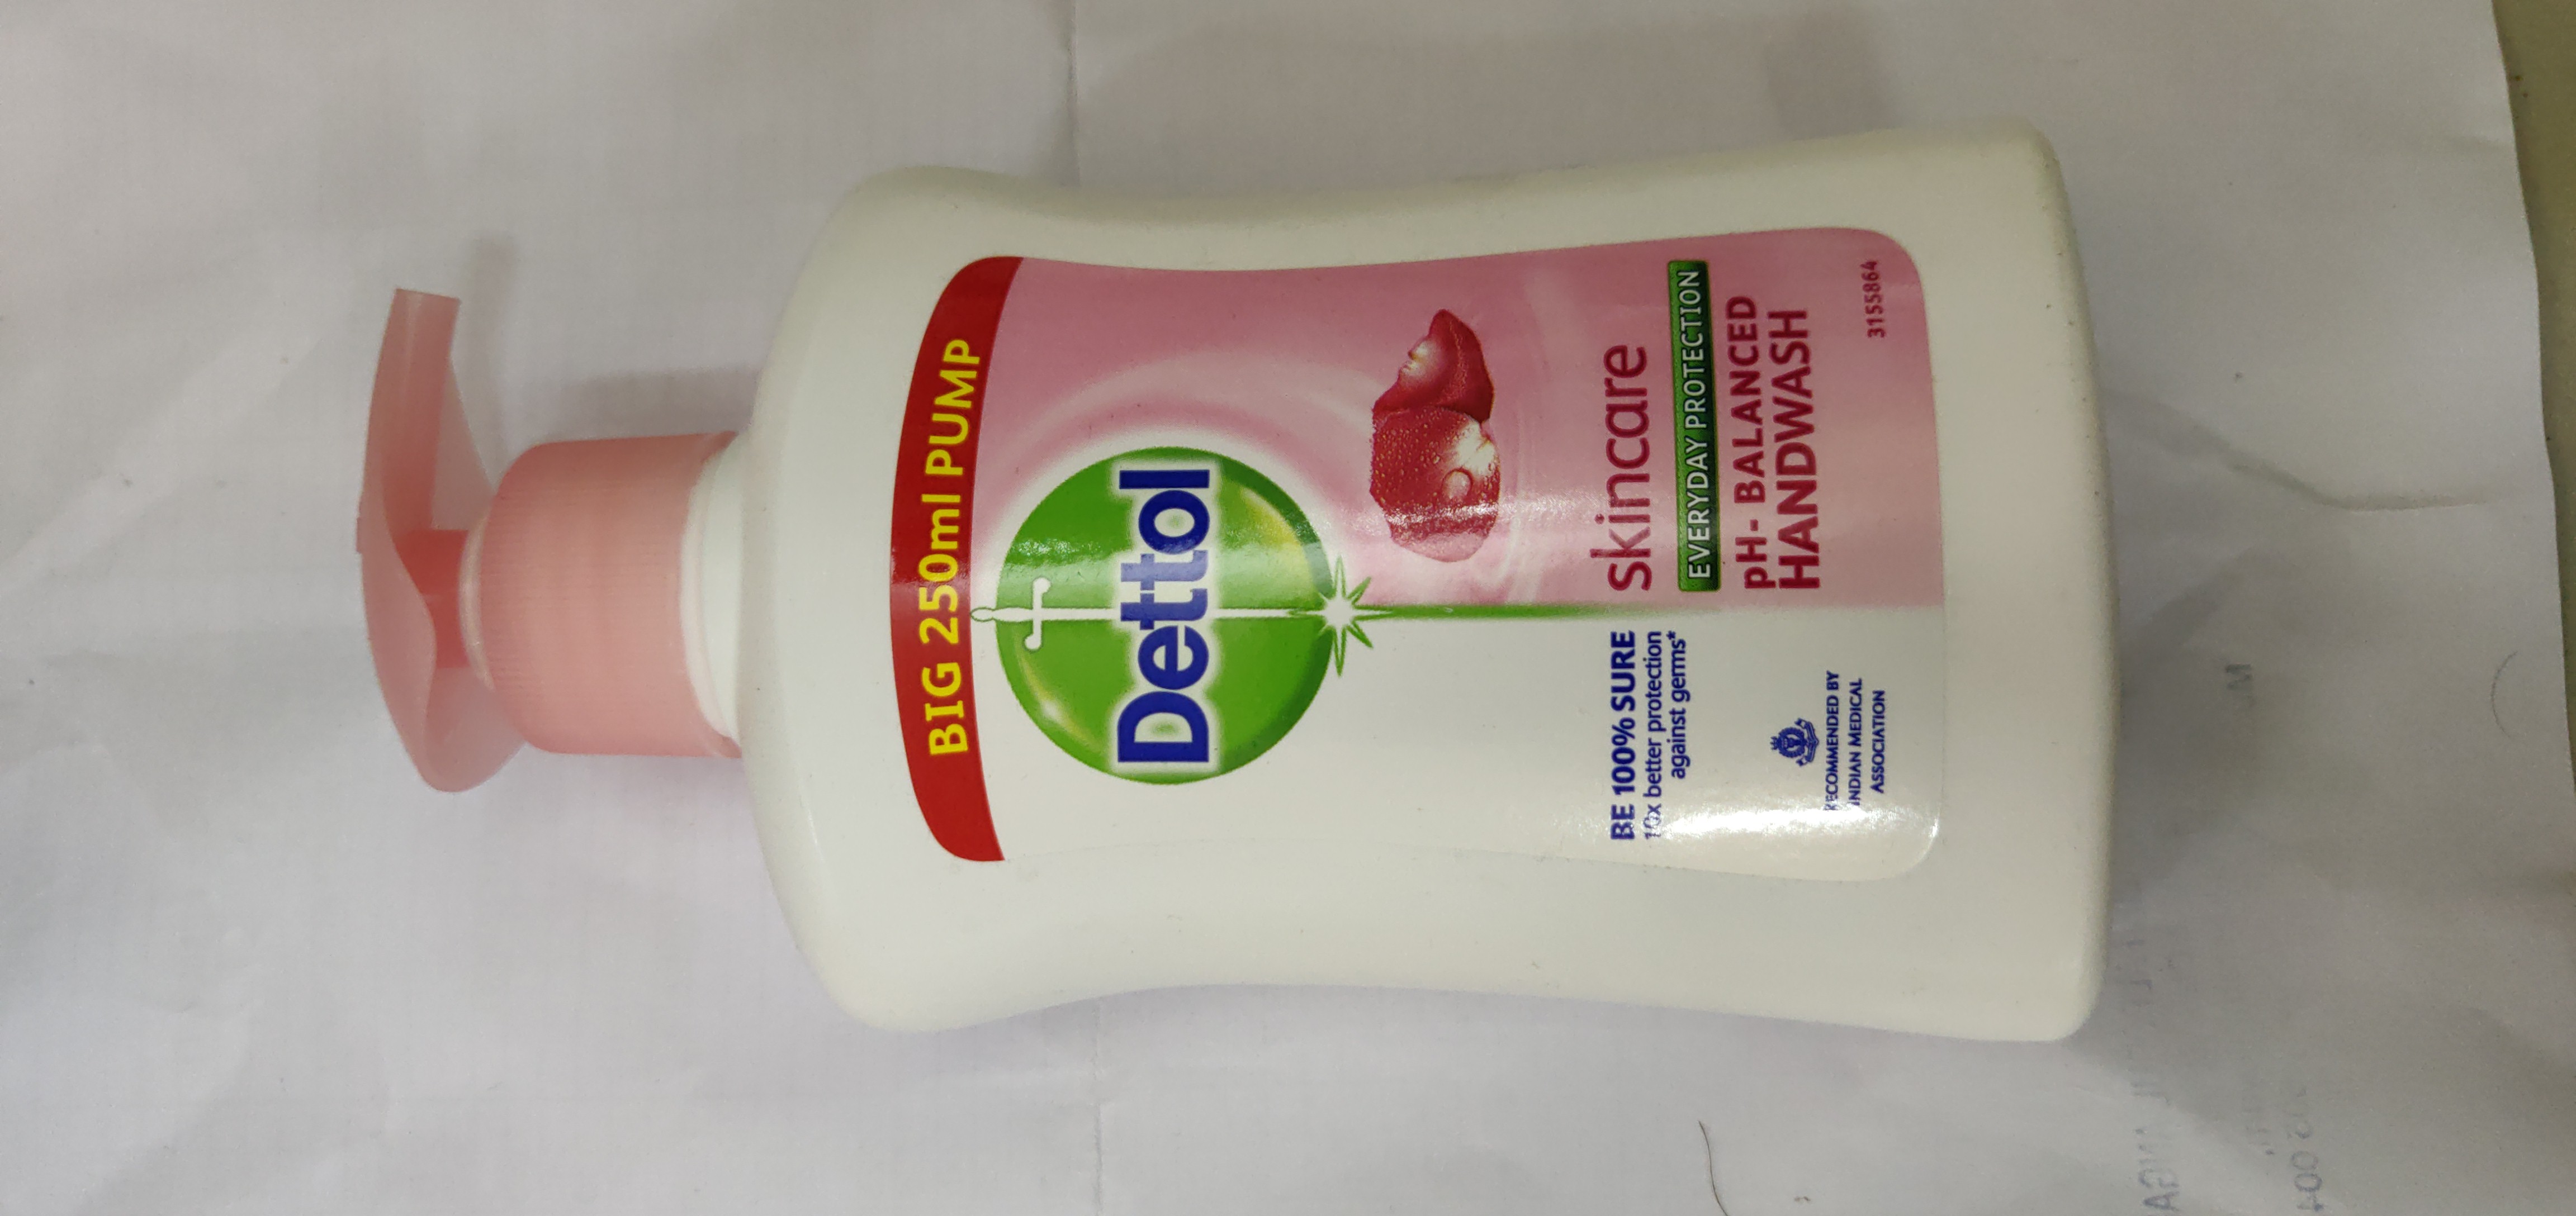 BIG 250ml PUMP
Dettol
BE 100% SURE
10x better protection
against germs*
RECOMMENDED BY
INDIAN MEDICAL
ASSOCIATION
skincare
EVERYDAY PROTECTION
pH- BALANCED
HANDWASH
3155864